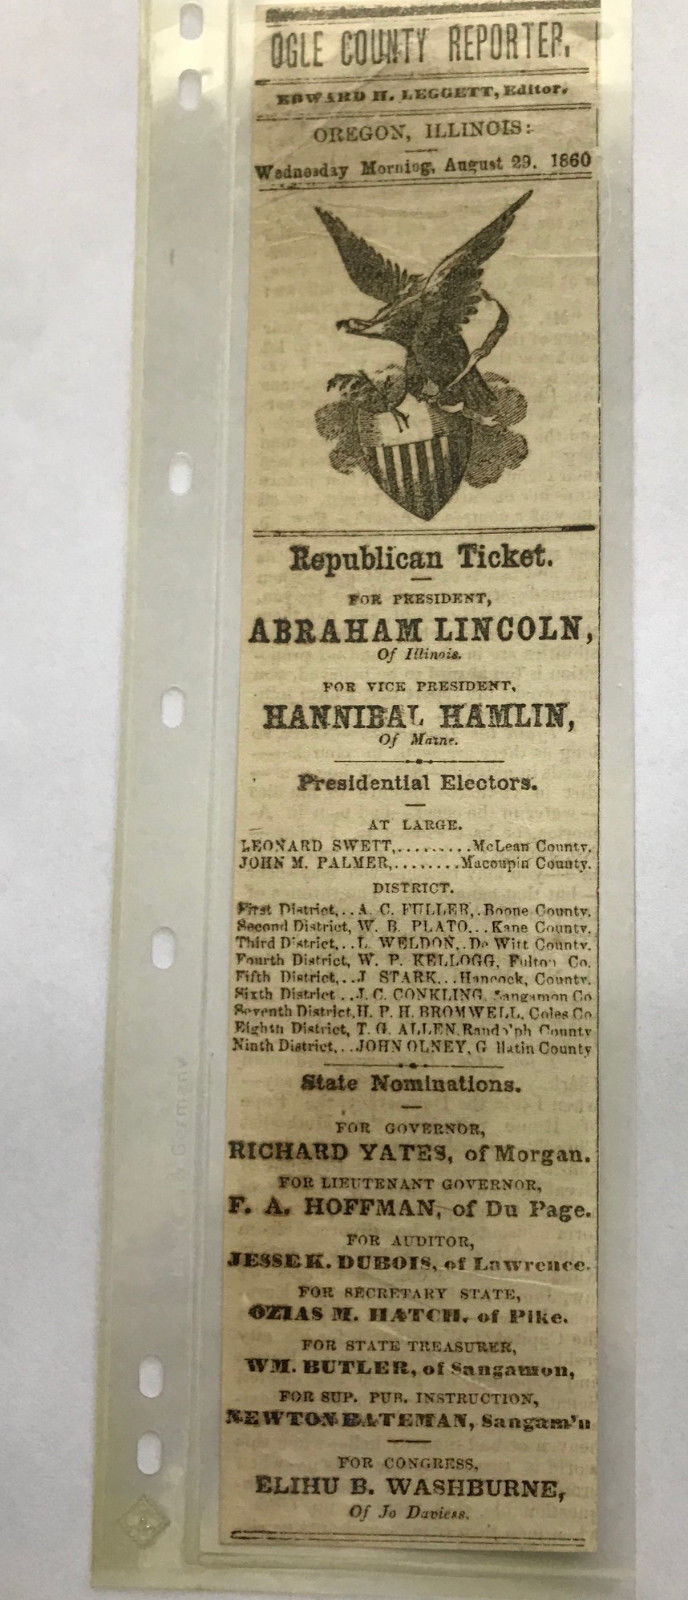 OGLE COUNTY REPORTER.
EDWARD H. LEGGETT, Editor.
OREGON, ILLINOIS:
Wednesday Morning, August 29. 1860
Republican Ticket.
FOR PRESIDENT,
ABRAHAM LINCOLN,
Of Illinois.
FOR VICE PRESIDENT,
HANNIBAL HAMLIN,
Of Maine.
Presidential Electors.
AT LARGE.
LEONARD SWETT,.........McLean County.
JOHN M. PALMER,........Macoupin County.
DISTRICT.
First District,..A. C. FULLER,.Boone County.
Second District, W. B. PLATO...Kane County.
Third District,..L. WELDON,.De Witt County.
Fourth District, W. P. KELLOGG, Fulton Co.
Fifth District,..J STARK...Hancock, County.
Sixth District..J. C. CONKLING, Sangamon Co
Seventh District, H. P. H. BROMWELL, Coles Co
Eighth District, T. G. ALLEN, Randolph County
Ninth District,..JOHN OLNEY, G llatin County
State Nominations.
FOR GOVERNOR,
RICHARD YATES, of Morgan.
FOR LIEUTENANT GOVERNOR,
F. A. HOFFMAN, of Du Page.
FOR AUDITOR,
JESSE K. DUBOIS, of Lawrence.
FOR SECRETARY STATE,
OZIAS M. HATCH, of Pike.
FOR STATE TREASURER,
WM. BUTLER, of Sangamon,
FOR SUP. PUB. INSTRUCTION,
NEWTON BATEMAN, Sangam'n
FOR CONGRESS,
ELIHU B. WASHBURNE,
Of Jo Daviess.